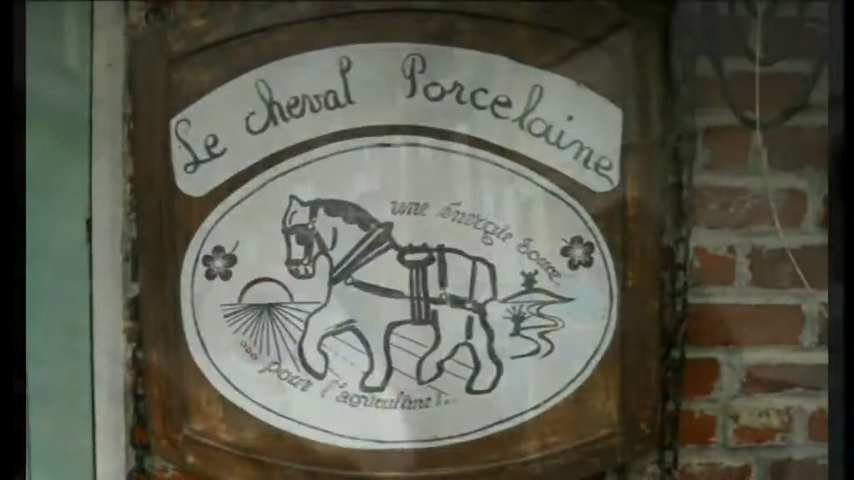 Le cheval Porcelaine
une énergie douce
... pour l'agriculture!...